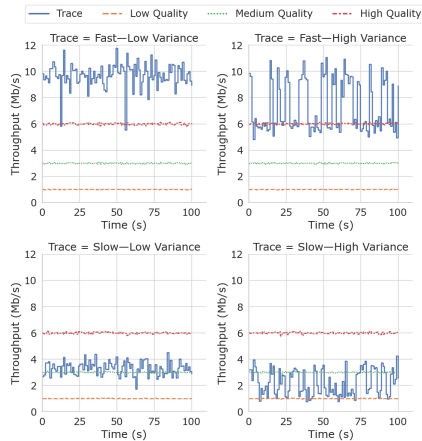 Trace Low Quality Medium Quality High Quality
Trace = Fast—Low Variance Trace = Fast—High Variance
12 12
10 10
8 8
6 6
4 4
2 2
0 0
Throughput (Mb/s) Throughput (Mb/s)
0 25 50 75 100 0 25 50 75 100
Time (s) Time (s)
Trace = Slow—Low Variance Trace = Slow—High Variance
12 12
10 10
8 8
6 6
4 4
2 2
0 0
Throughput (Mb/s) Throughput (Mb/s)
0 25 50 75 100 0 25 50 75 100
Time (s) Time (s)